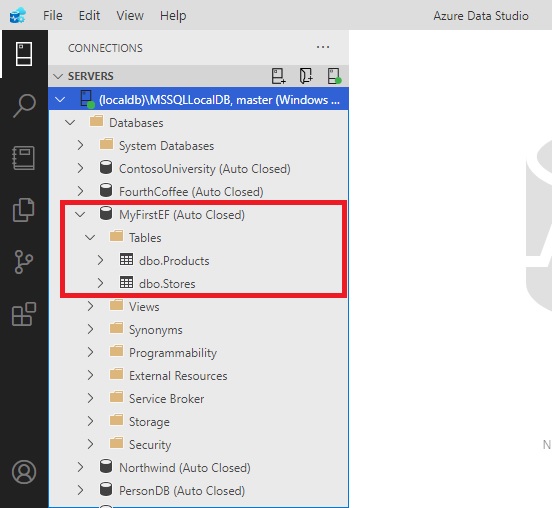 File Edit View Help Azure Data Studio
CONNECTIONS ...
SERVERS
(localdb)\MSSQLLocalDB, master (Windows ...
Databases
System Databases
ContosoUniversity (Auto Closed)
FourthCoffee (Auto Closed)
MyFirstEF (Auto Closed)
Tables
dbo.Products
dbo.Stores
Views
Synonyms
Programmability
External Resources
Service Broker
Storage
Security
Northwind (Auto Closed)
PersonDB (Auto Closed)
N